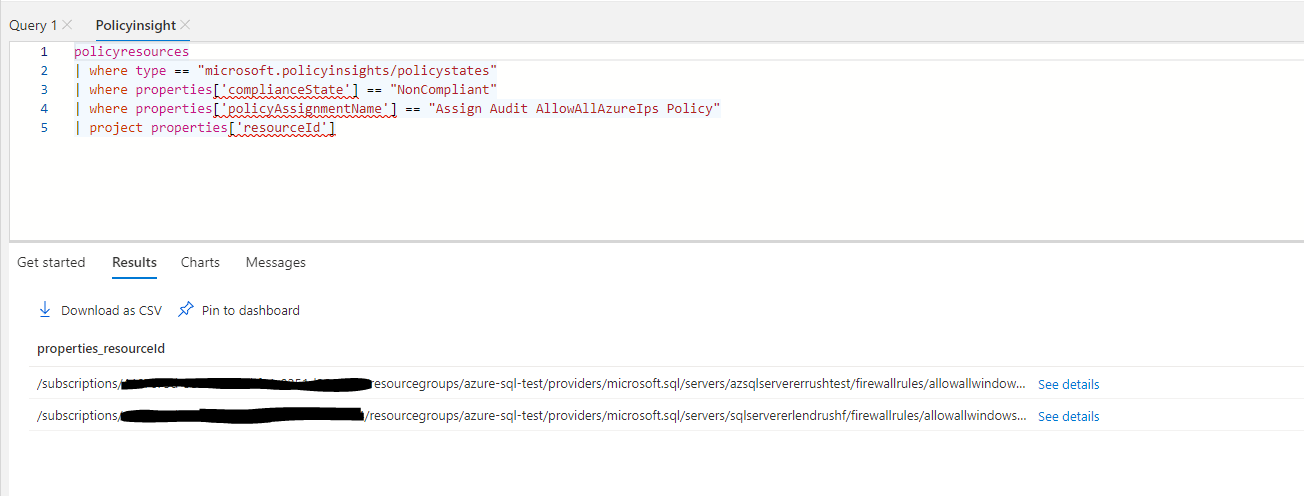 Query 1
Policyinsight
1 policyresources
2 | where type == "microsoft.policyinsights/policystates"
3 | where properties['complianceState'] == "NonCompliant"
4 | where properties['policyAssignmentName'] == "Assign Audit AllowAllAzureIps Policy"
5 | project properties['resourceId']
Get started Results Charts Messages
Download as CSV Pin to dashboard
properties_resourceId
/subscriptions/ resourcegroups/azure-sql-test/providers/microsoft.sql/servers/azsqlservererrushtest/firewallrules/allowallwindow... See details
/subscriptions/ /resourcegroups/azure-sql-test/providers/microsoft.sql/servers/sqlservererlendrushf/firewallrules/allowallwindows... See details